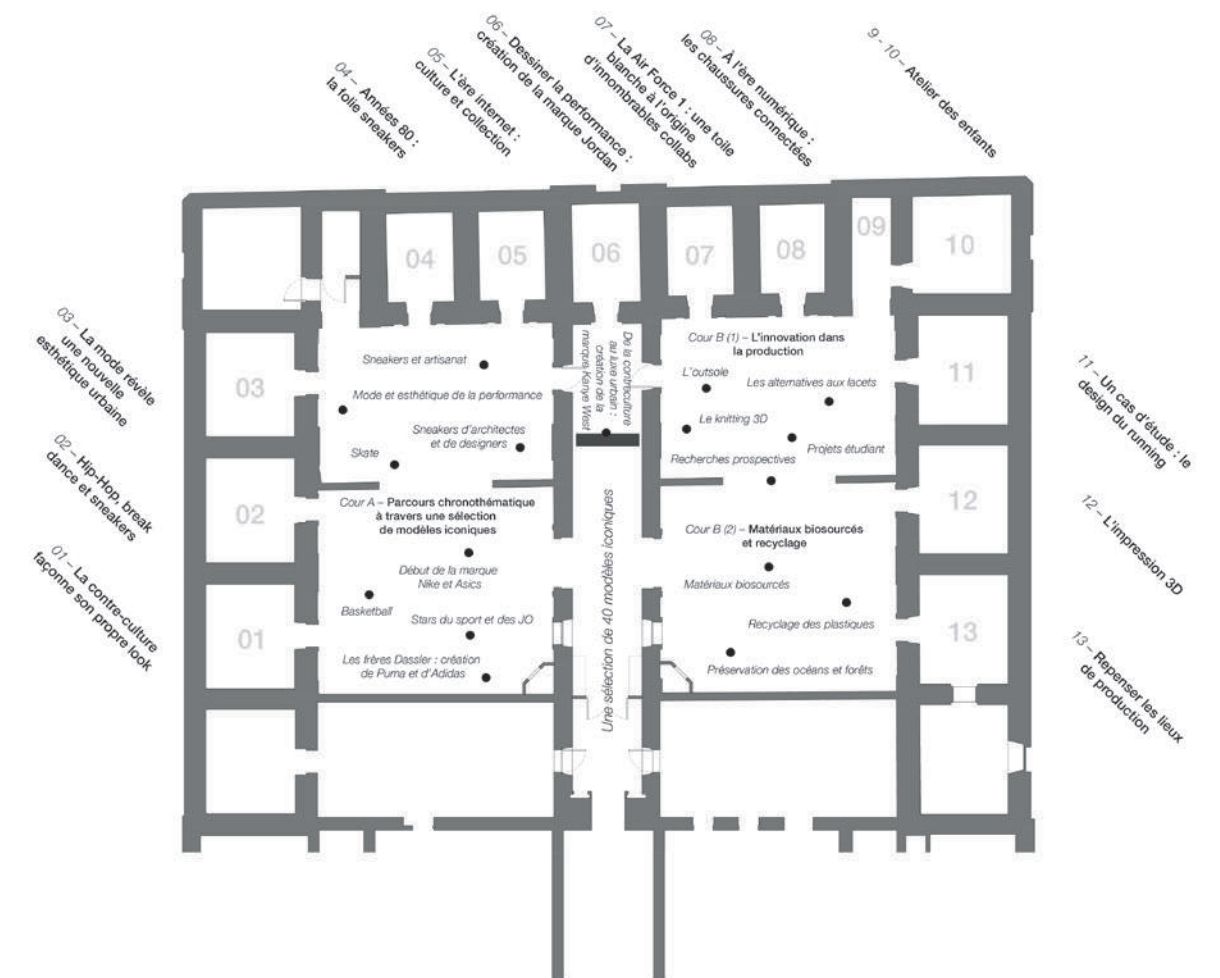 04 – Années 80 :
la folie sneakers
05 – L'ère internet :
culture et collection
06 – Dessiner la performance :
création de la marque Jordan
07 – La Air Force 1 : une toile
blanche à l'origine
d'innombrables collabs
08 – À l'ère numérique :
les chaussures connectées
9 - 10 – Atelier des enfants
03 – La mode révèle
une nouvelle
esthétique urbaine
02 – Hip-Hop, break
dance et sneakers
01 – La contre-culture
façonne son propre look
04
05
06
07
08
09
10
03
02
01
11
12
13
Sneakers et artisanat
Mode et esthétique de la performance
Sneakers d'architectes
et de designers
Skate
Cour A – Parcours chronothématique
à travers une sélection
de modèles iconiques
Début de la marque
Nike et Asics
Basketball
Stars du sport et des JO
Les frères Dassler : création
de Puma et d'Adidas
De la contreculture
au luxe urbain :
création de la
marque Kanye West
Une sélection de 40 modèles iconiques
Cour B (1) – L'innovation dans
la production
L'outsole
Les alternatives aux lacets
Le knitting 3D
Projets étudiant
Recherches prospectives
Cour B (2) – Matériaux biosourcés
et recyclage
Matériaux biosourcés
Recyclage des plastiques
Préservation des océans et forêts
11 – Un cas d'étude : le
design du running
12 – L'impression 3D
13 – Repenser les lieux
de production